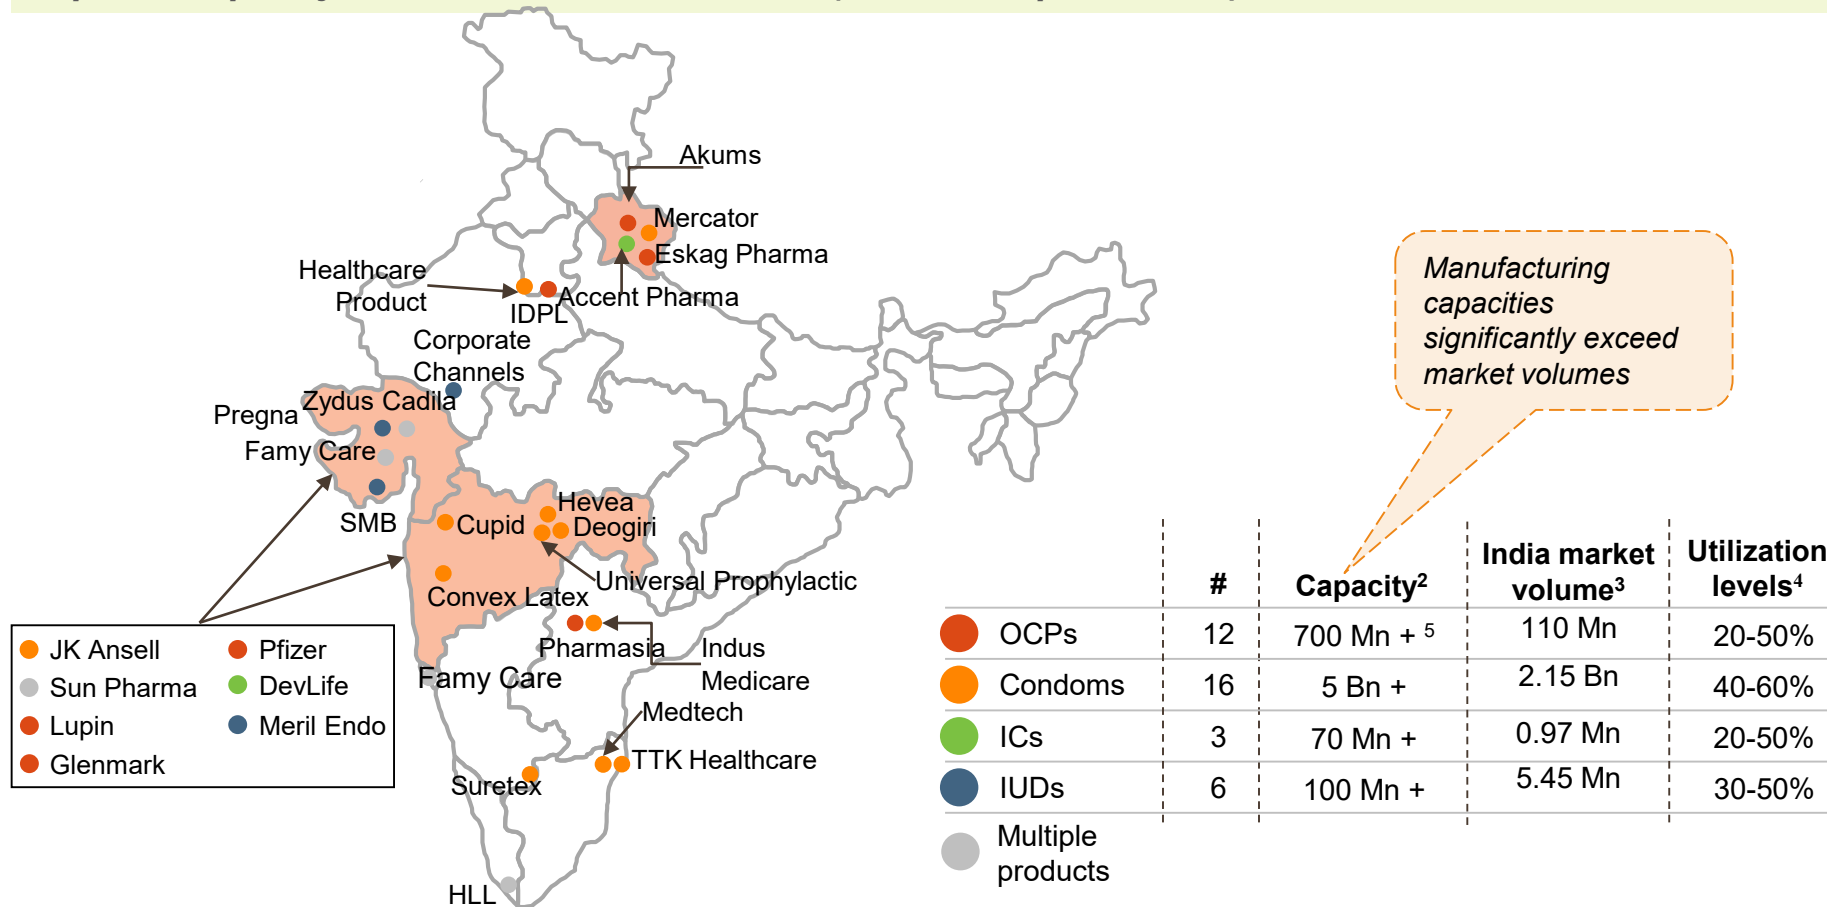 Akums
Mercator
Eskag Pharma
Healthcare
Product
Accent Pharma
IDPL
Corporate
Channels
Zydus Cadila
Pregna
Famy Care
SMB
Hevea
Cupid
Deogiri
Universal Prophylactic
Convex Latex
Pharmasia
Indus
Medicare
Famy Care
Medtech
TTK Healthcare
Suretex
HLL
JK Ansell
Pfizer
Sun Pharma
DevLife
Lupin
Meril Endo
Glenmark
Manufacturing
capacities
significantly exceed
market volumes
# Capacity2 India market volume3 Utilization levels4
OCPs 12 700 Mn + 5 110 Mn 20-50%
Condoms 16 5 Bn + 2.15 Bn 40-60%
ICs 3 70 Mn + 0.97 Mn 20-50%
IUDs 6 100 Mn + 5.45 Mn 30-50%
Multiple
products